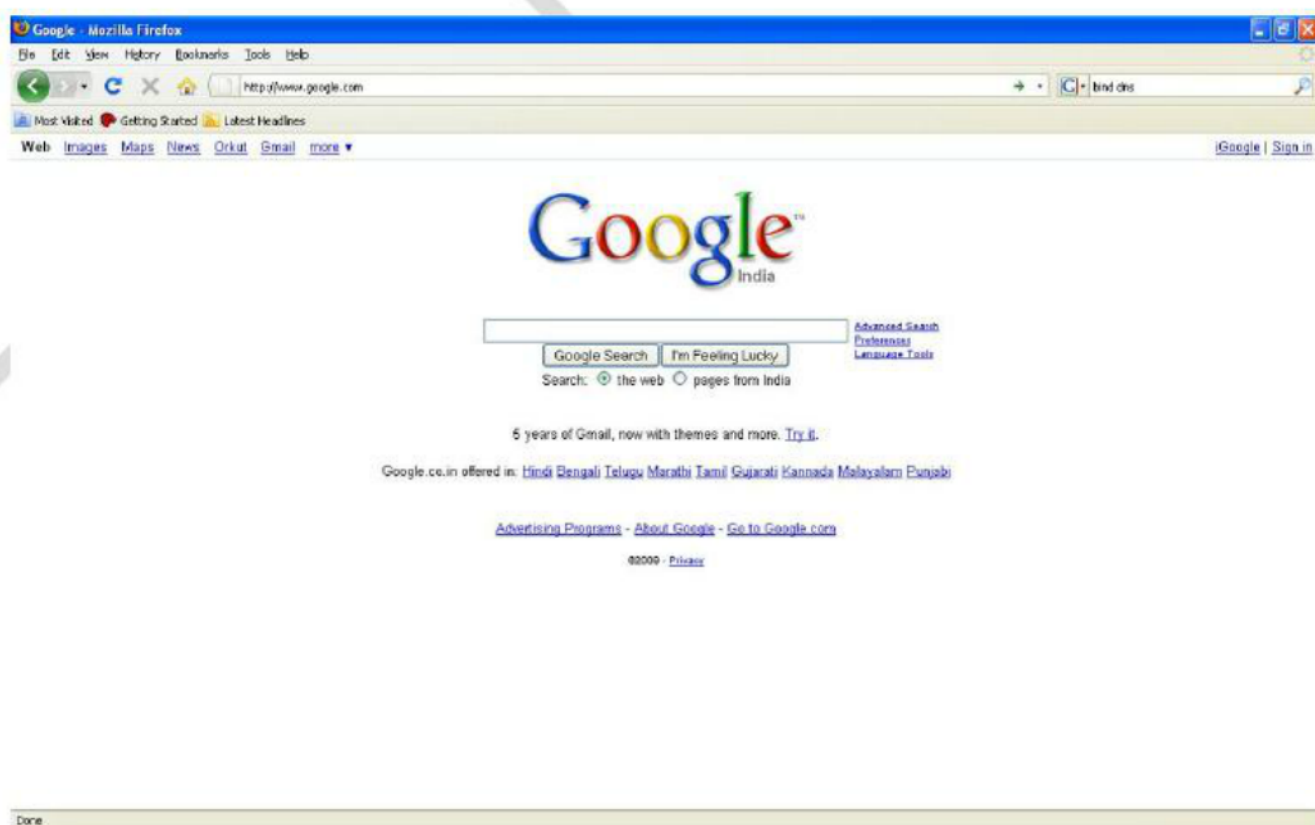 Google - Mozilla Firefox
File Edit View History Bookmarks Tools Help
http://www.google.com
bind dns
Most Visited Getting Started Latest Headlines
Web Images Maps News Orkut Gmail more ▼
iGoogle | Sign in
Google™
India
Advanced Search
Preferences
Language Tools
Google Search I'm Feeling Lucky
Search: the web pages from India
5 years of Gmail, now with themes and more. Try it.
Google.co.in offered in: Hindi Bengali Telugu Marathi Tamil Gujarati Kannada Malayalam Punjabi
Advertising Programs - About Google - Go to Google.com
©2009 - Privacy
Done